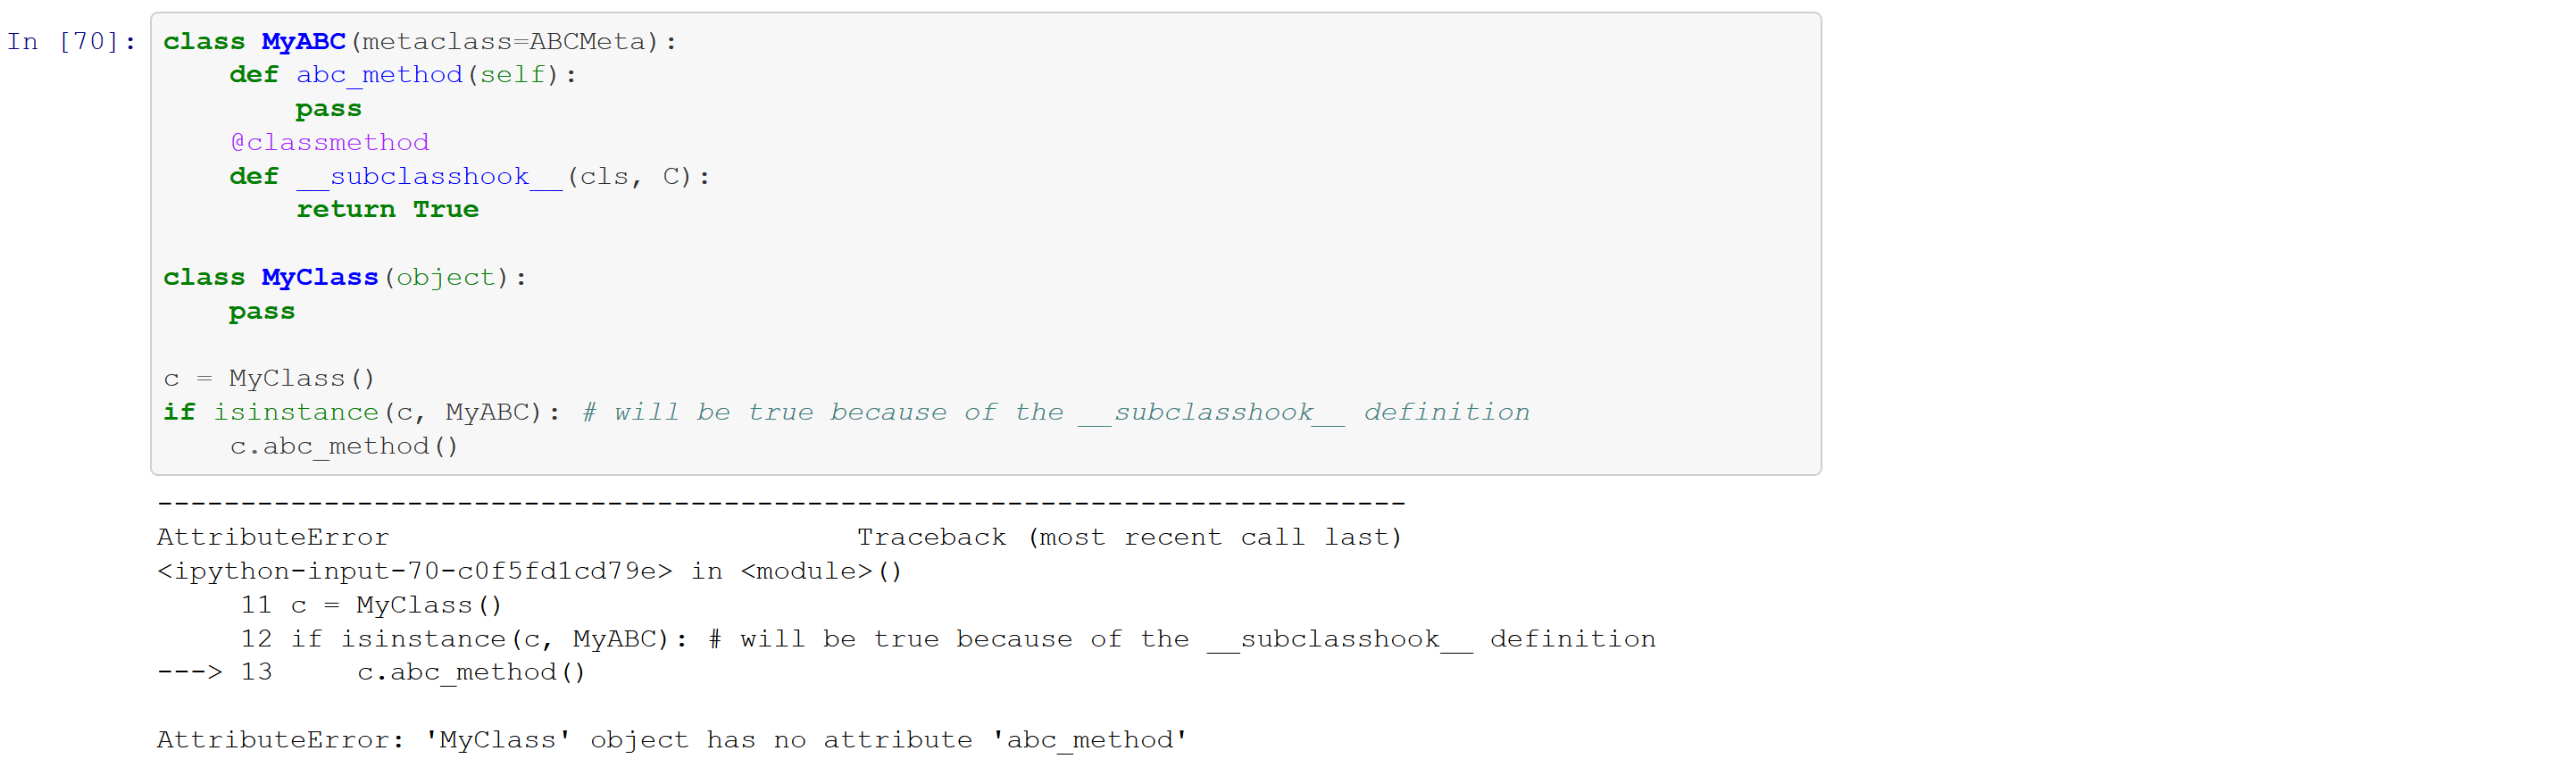 In [70]: class MyABC(metaclass=ABCMeta):
    def abc_method(self):
        pass
    @classmethod
    def __subclasshook__(cls, C):
        return True
class MyClass(object):
    pass
c = MyClass()
if isinstance(c, MyABC): # will be true because of the __subclasshook__ definition
    c.abc_method()
---------------------------------------------------------------------------
AttributeError                            Traceback (most recent call last)
<ipython-input-70-c0f5fd1cd79e> in <module>()
     11 c = MyClass()
     12 if isinstance(c, MyABC): # will be true because of the __subclasshook__ definition
---> 13     c.abc_method()
AttributeError: 'MyClass' object has no attribute 'abc_method'